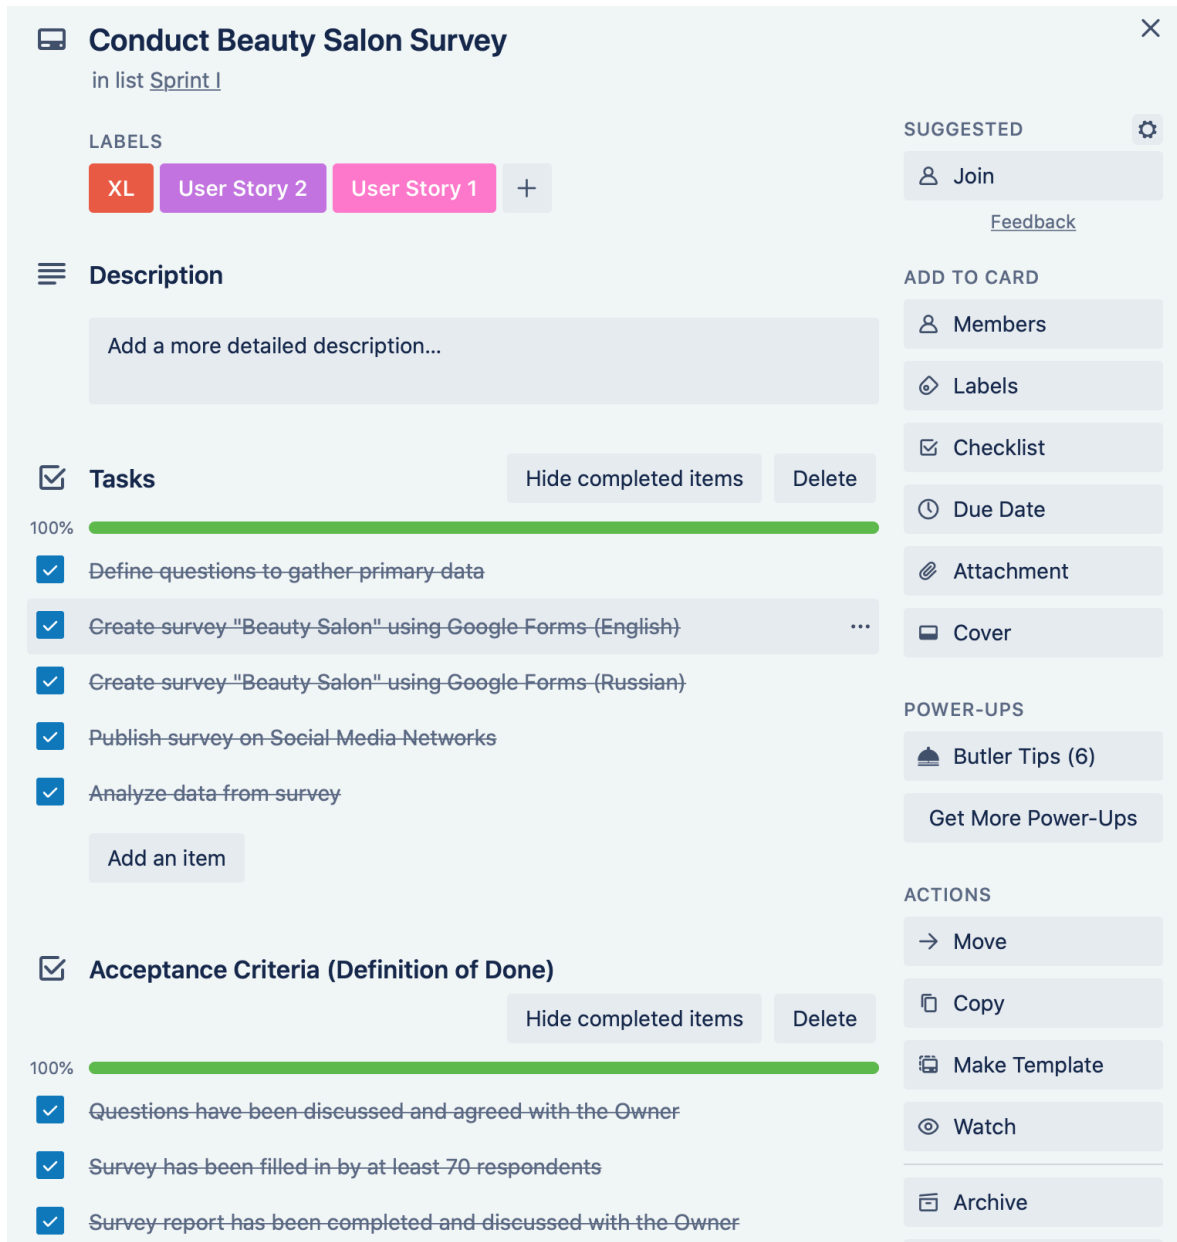 Conduct Beauty Salon Survey
in list Sprint I
LABELS
XL User Story 2 User Story 1 +
Description
Add a more detailed description...
Tasks
Hide completed items Delete
100%
Define questions to gather primary data
Create survey "Beauty Salon" using Google Forms (English)
Create survey "Beauty Salon" using Google Forms (Russian)
Publish survey on Social Media Networks
Analyze data from survey
Add an item
Acceptance Criteria (Definition of Done)
Hide completed items Delete
100%
Questions have been discussed and agreed with the Owner
Survey has been filled in by at least 70 respondents
Survey report has been completed and discussed with the Owner
SUGGESTED
Join
Feedback
ADD TO CARD
Members
Labels
Checklist
Due Date
Attachment
Cover
POWER-UPS
Butler Tips (6)
Get More Power-Ups
ACTIONS
Move
Copy
Make Template
Watch
Archive